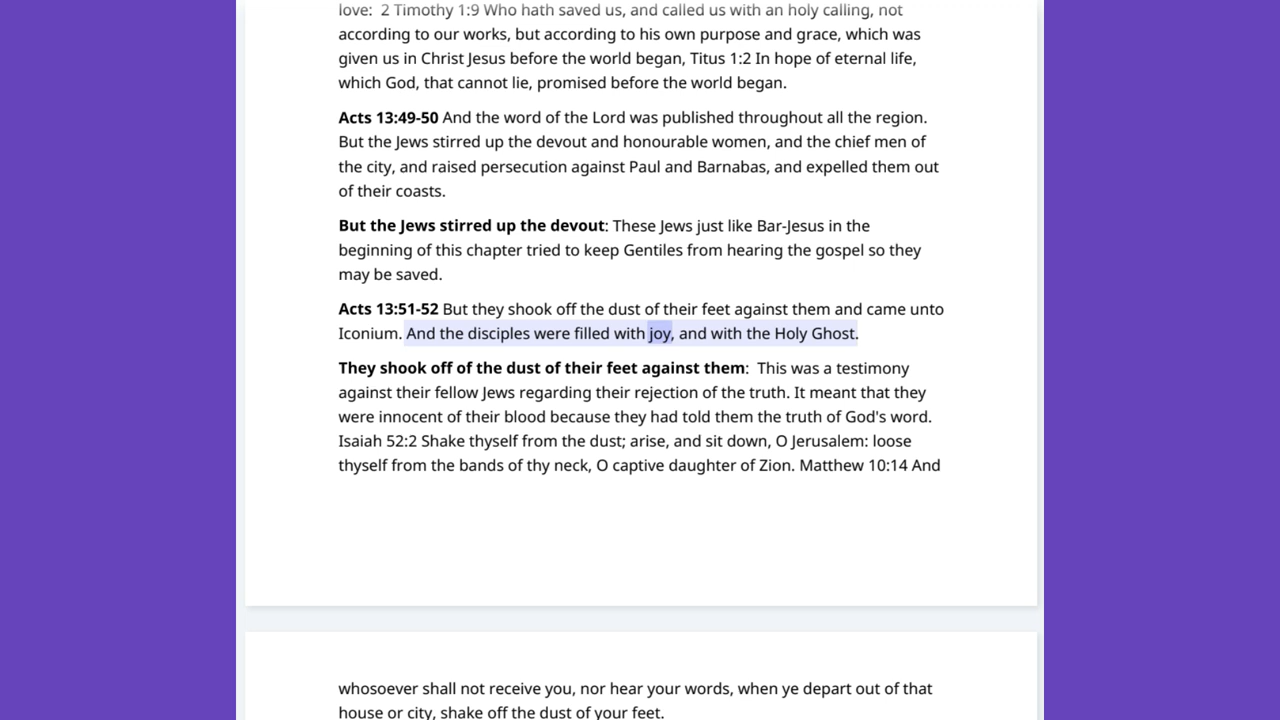 love:  2 Timothy 1:9 Who hath saved us, and called us with an holy calling, not
according to our works, but according to his own purpose and grace, which was
given us in Christ Jesus before the world began, Titus 1:2 In hope of eternal life,
which God, that cannot lie, promised before the world began.
Acts 13:49-50 And the word of the Lord was published throughout all the region.
But the Jews stirred up the devout and honourable women, and the chief men of
the city, and raised persecution against Paul and Barnabas, and expelled them out
of their coasts.
But the Jews stirred up the devout: These Jews just like Bar-Jesus in the
beginning of this chapter tried to keep Gentiles from hearing the gospel so they
may be saved.
Acts 13:51-52 But they shook off the dust of their feet against them and came unto
Iconium. And the disciples were filled with joy, and with the Holy Ghost.
They shook off of the dust of their feet against them:  This was a testimony
against their fellow Jews regarding their rejection of the truth. It meant that they
were innocent of their blood because they had told them the truth of God's word.
Isaiah 52:2 Shake thyself from the dust; arise, and sit down, O Jerusalem: loose
thyself from the bands of thy neck, O captive daughter of Zion. Matthew 10:14 And
whosoever shall not receive you, nor hear your words, when ye depart out of that
house or city, shake off the dust of your feet.